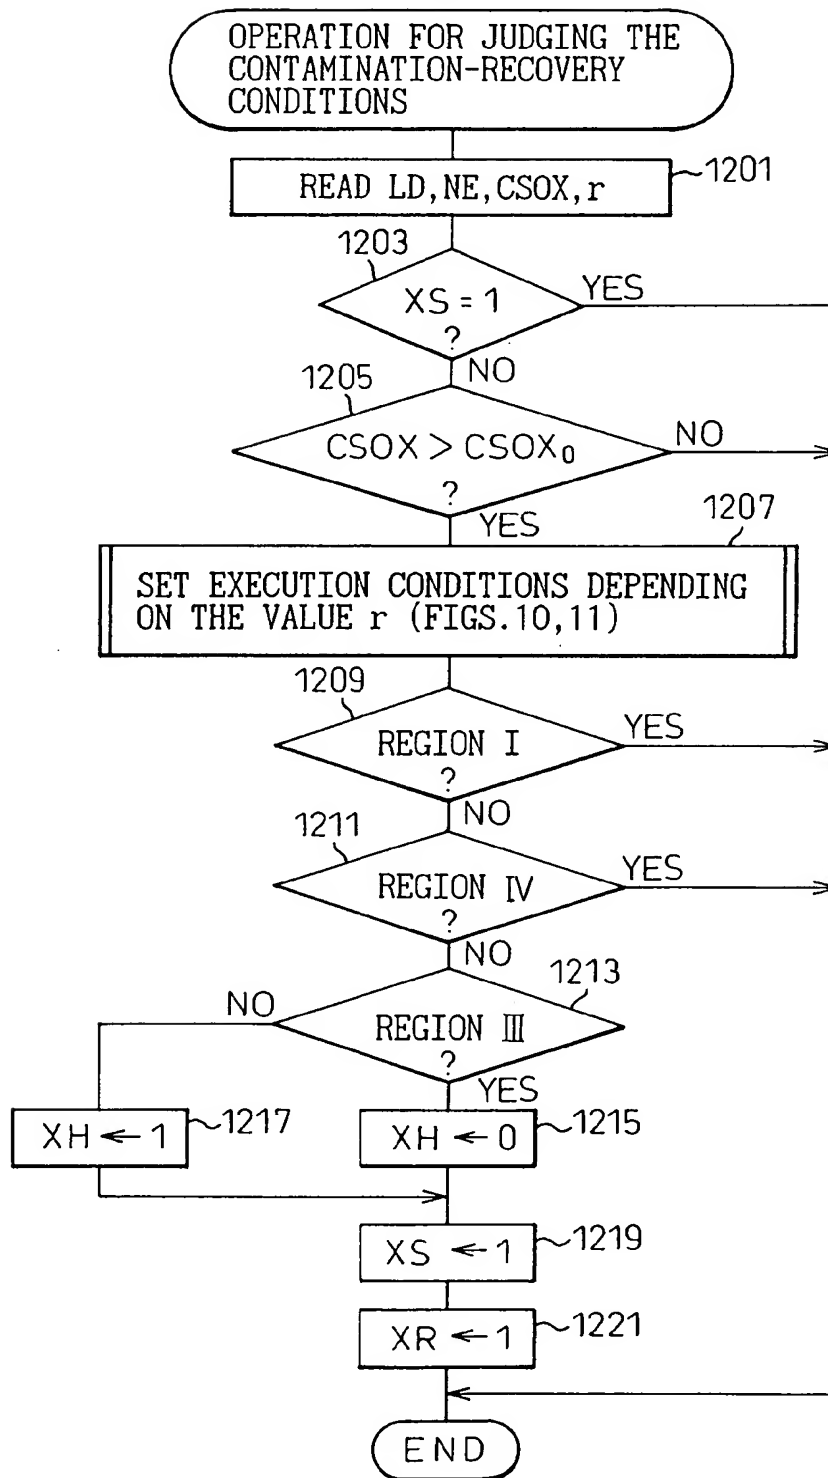 OPERATION FOR JUDGING THE
CONTAMINATION-RECOVERY
CONDITIONS
READ LD,NE,CSOX,r
1201
1203
XS = 1
?
YES
NO
1205
CSOX > CSOX₀
?
NO
YES
1207
SET EXECUTION CONDITIONS DEPENDING
ON THE VALUE r (FIGS.10,11)
1209
REGION I
?
YES
NO
1211
REGION IV
?
YES
NO
1213
REGION III
?
NO
YES
XH ← 1
1217
XH ← 0
1215
XS ← 1
1219
XR ← 1
1221
END